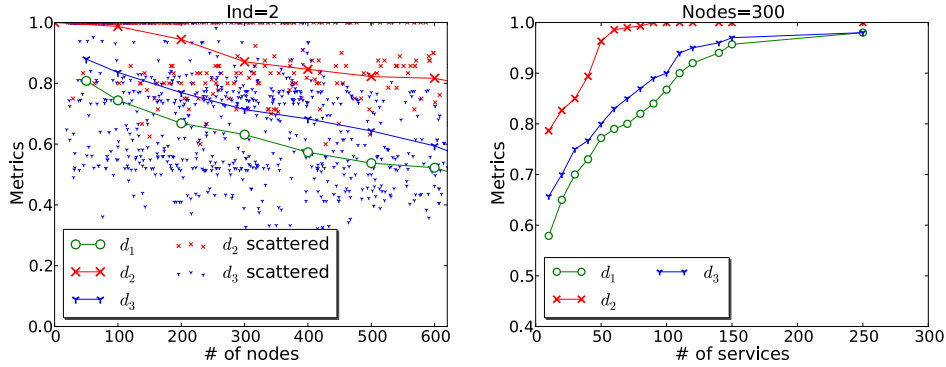 Ind=2
Metrics
1.0
0.8
0.6
0.4
0.2
0.0
d1
d2
d3
d2 scattered
d3 scattered
0 100 200 300 400 500 600
# of nodes
Nodes=300
Metrics
1.0
0.9
0.8
0.7
0.6
0.5
0.4
d1
d2
d3
0 50 100 150 200 250 300
# of services